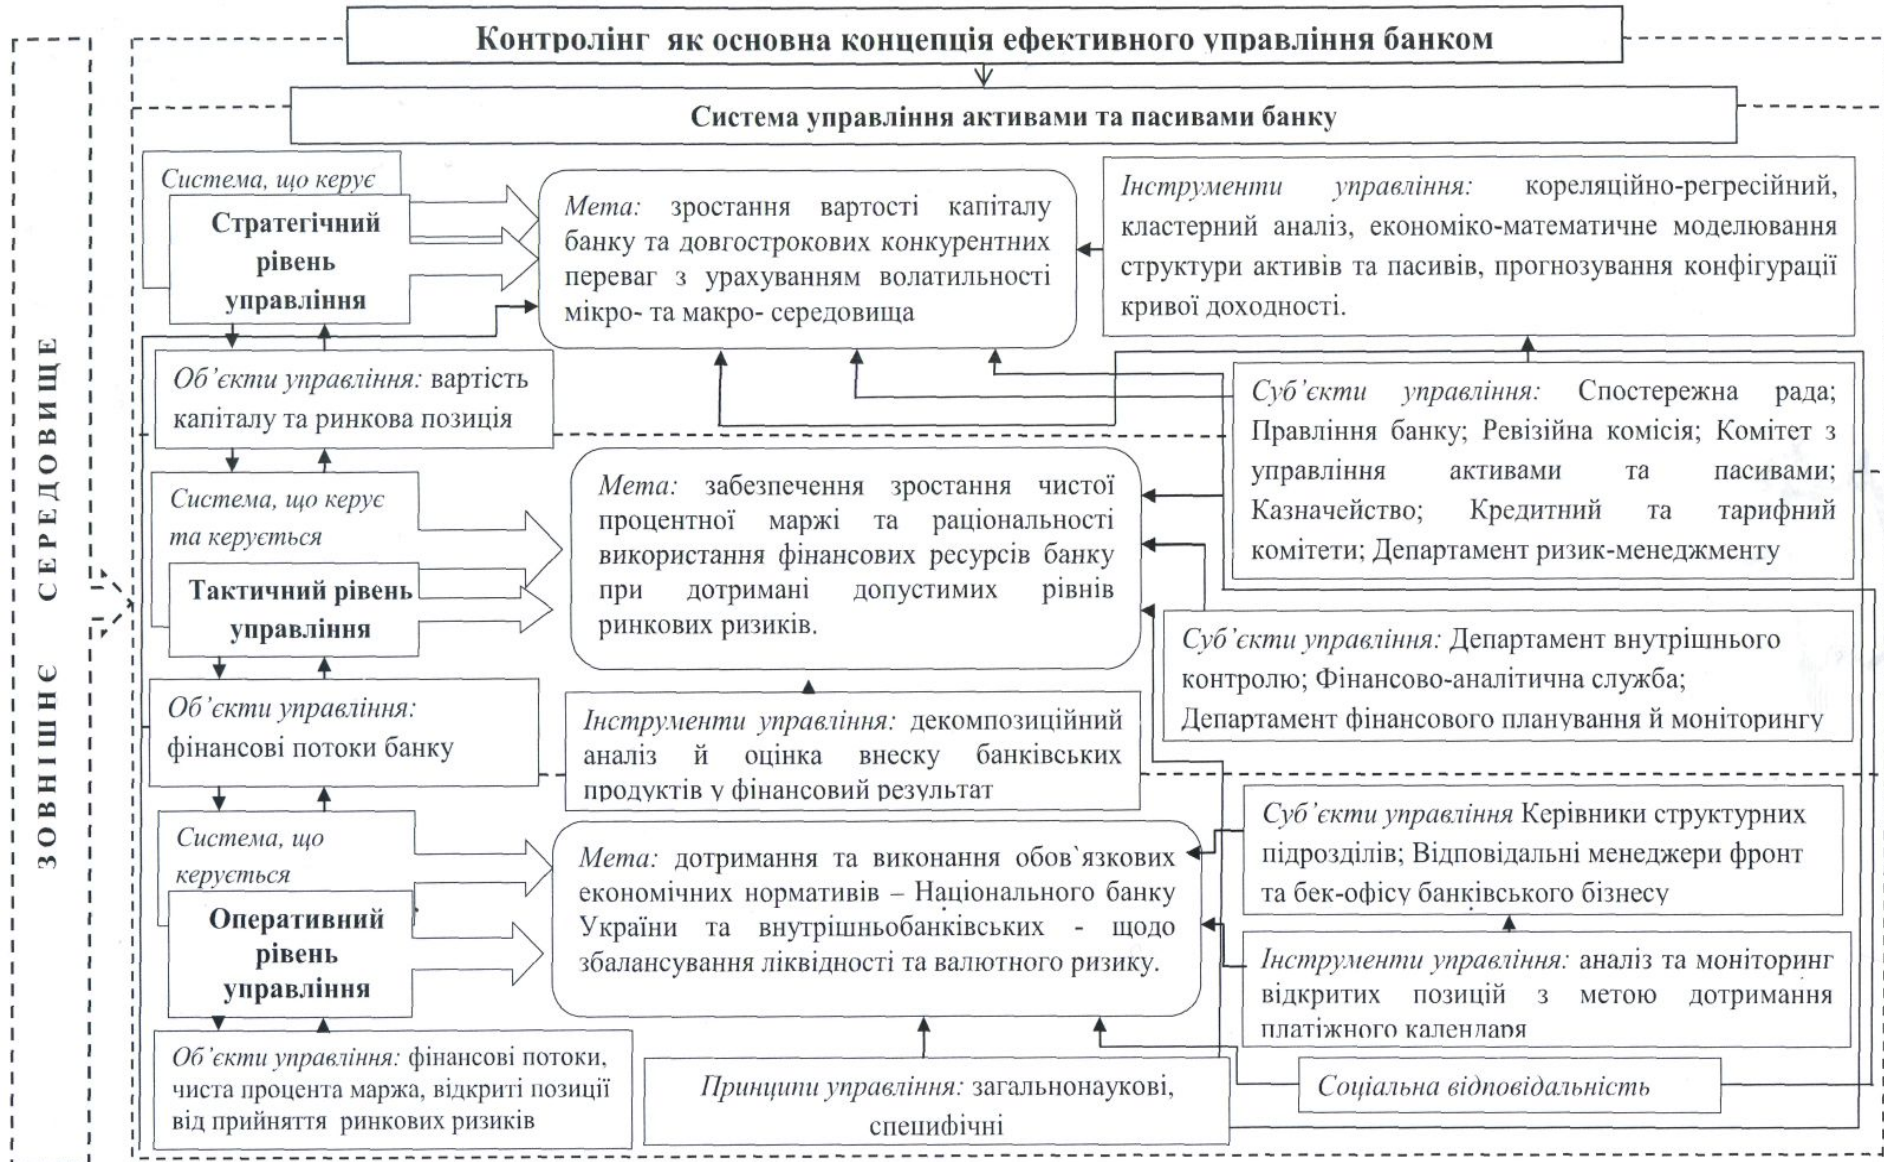 Контролінг як основна концепція ефективного управління банком
Система управління активами та пасивами банку
ЗОВНІШНЄ СЕРЕДОВИЩЕ
Система, що керує
Стратегічний
рівень
управління
Мета: зростання вартості капіталу
банку та довгострокових конкурентних
переваг з урахуванням волатильності
мікро- та макро- середовища
Інструменти управління: кореляційно-регресійний,
кластерний аналіз, економіко-математичне моделювання
структури активів та пасивів, прогнозування конфігурації
кривої доходності.
Об’єкти управління: вартість
капіталу та ринкова позиція
Суб’єкти управління: Спостережна рада;
Правління банку; Ревізійна комісія; Комітет з
управління активами та пасивами;
Казначейство; Кредитний та тарифний
комітети; Департамент ризик-менеджменту
Система, що керує
та керується
Тактичний рівень
управління
Мета: забезпечення зростання чистої
процентної маржі та раціональності
використання фінансових ресурсів банку
при дотримані допустимих рівнів
ринкових ризиків.
Суб’єкти управління: Департамент внутрішнього
контролю; Фінансово-аналітична служба;
Департамент фінансового планування й моніторингу
Об’єкти управління:
фінансові потоки банку
Інструменти управління: декомпозиційний
аналіз й оцінка внеску банківських
продуктів у фінансовий результат
Система, що
керується
Оперативний
рівень
управління
Мета: дотримання та виконання обов`язкових
економічних нормативів – Національного банку
України та внутрішньобанківських - щодо
збалансування ліквідності та валютного ризику.
Суб’єкти управління Керівники структурних
підрозділів; Відповідальні менеджери фронт
та бек-офісу банківського бізнесу
Інструменти управління: аналіз та моніторинг
відкритих позицій з метою дотримання
платіжного календаря
Об’єкти управління: фінансові потоки,
чиста процента маржа, відкриті позиції
від прийняття ринкових ризиків
Принципи управління: загальнонаукові,
специфічні
Соціальна відповідальність